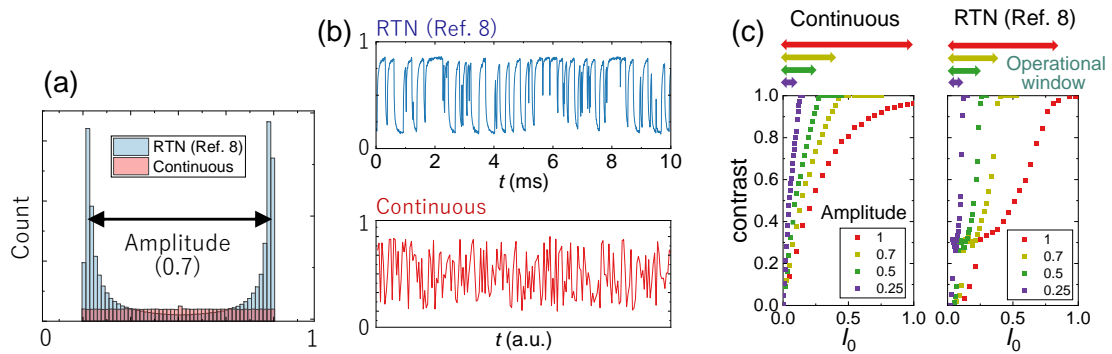 (a)
Count
RTN (Ref. 8)
Continuous
Amplitude
(0.7)
0 1
(b)
RTN (Ref. 8)
1
0
0 2 4 6 8 10
t (ms)
Continuous
1
0
t (a.u.)
(c)
Continuous RTN (Ref. 8)
Operational
window
contrast
1.0
0.8
0.6
0.4
0.2
0.0
Amplitude
1
0.7
0.5
0.25
1
0.7
0.5
0.25
0.0 0.5 1.0 0.0 0.5 1.0
I0 I0